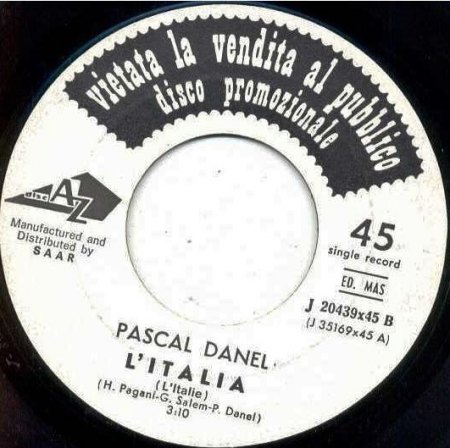 vietata la vendita al pubblico
disco promozionale
disc AZ
Manufactured and
Distributed by
SAAR
45
single record
ED. MAS
J 20439x45 B
(J 35169x45 A)
PASCAL DANEL
L'ITALIA
(L'Italie)
(H. Pagani-G. Salem-P. Danel)
3:10